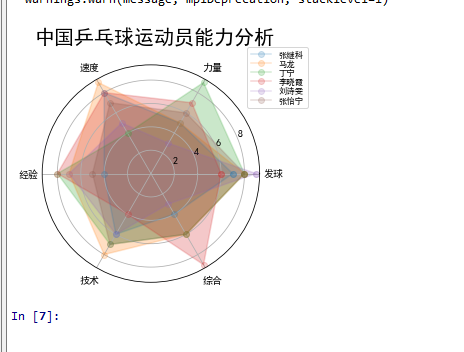 warnings.warn(message, mplDeprecation, stacklevel=1)
中国乒乓球运动员能力分析
张继科
马龙
丁宁
李晓霞
刘诗雯
张怡宁
速度 力量
8
6
4
2
经验 发球
技术 综合
In [7]: